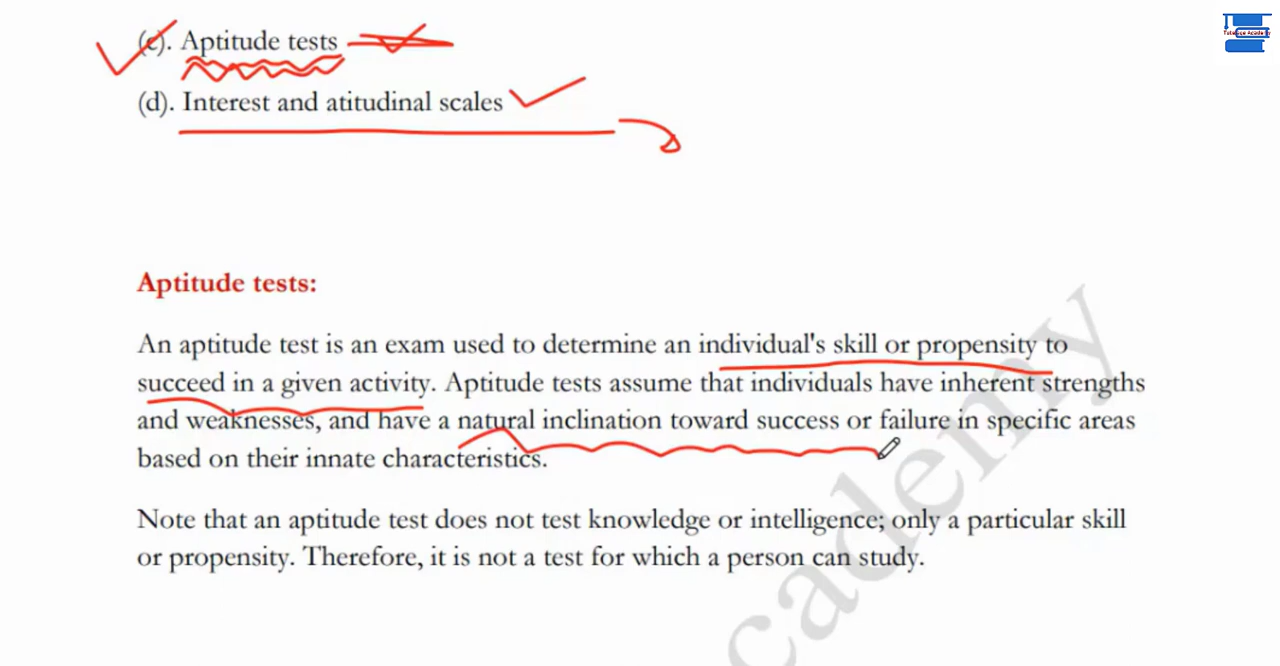 (c). Aptitude tests
(d). Interest and atitudinal scales
Aptitude tests:
An aptitude test is an exam used to determine an individual's skill or propensity to
succeed in a given activity. Aptitude tests assume that individuals have inherent strengths
and weaknesses, and have a natural inclination toward success or failure in specific areas
based on their innate characteristics.
Note that an aptitude test does not test knowledge or intelligence; only a particular skill
or propensity. Therefore, it is not a test for which a person can study.
cademy